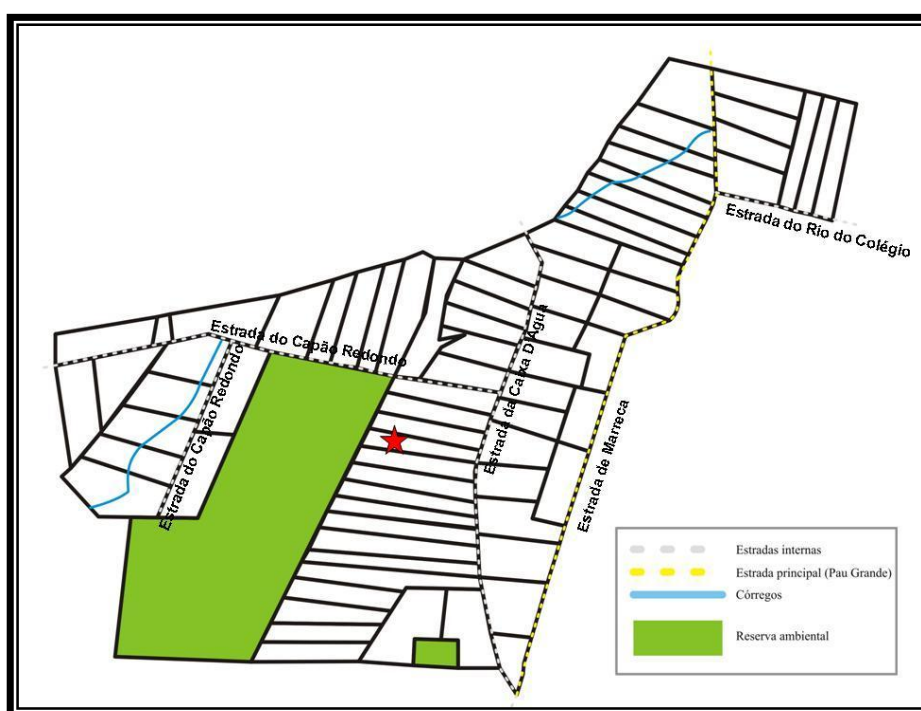 Estrada do Rio do Colégio
Estrada do Capão Redondo
Estrada da Caixa D'Água
Estrada do Capão Redondo
Estrada de Marreca
Estradas internas
Estrada principal (Pau Grande)
Córregos
Reserva ambiental